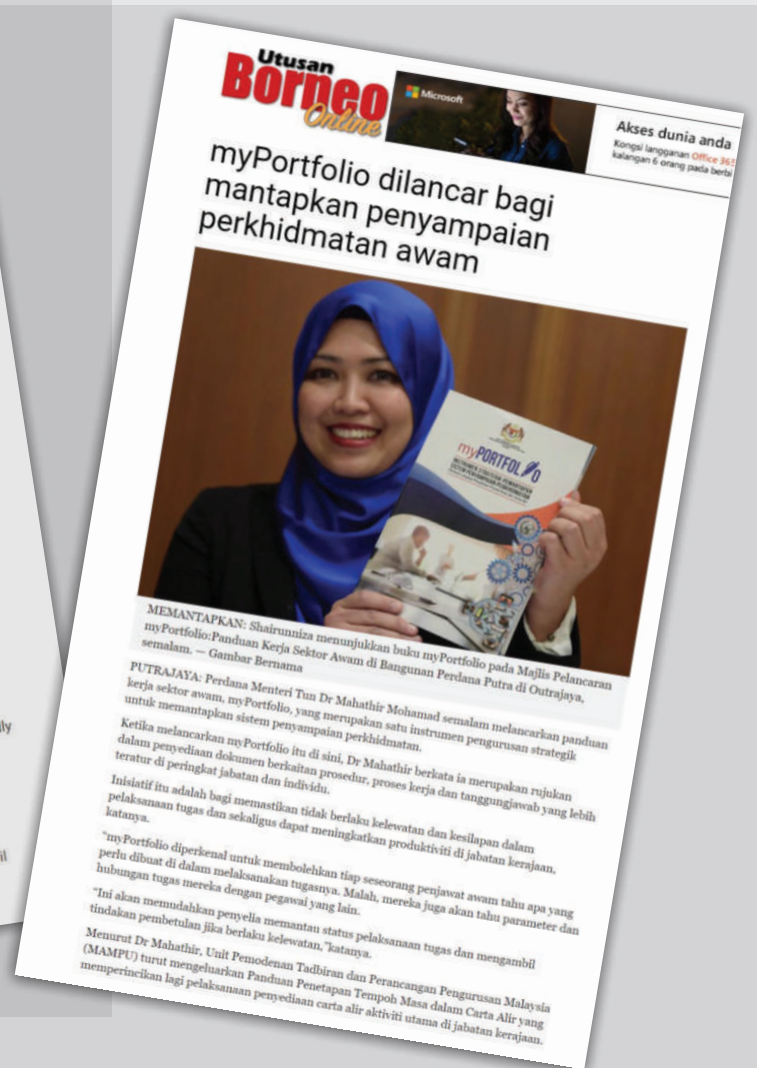 Utusan
Borneo
Online
Microsoft
Akses dunia anda
Kongsi langganan Office 365
kalangan 6 orang pada berbi
myPortfolio dilancar bagi
mantapkan penyampaian
perkhidmatan awam
myPORTFOLIO
INSTRUMEN STRATEGIK PEMANTAPAN
SISTEM PENYAMPAIAN PERKHIDMATAN
MEMANTAPKAN: Shairunniza menunjukkan buku myPortfolio pada Majlis Pelancaran
myPortfolio:Panduan Kerja Sektor Awam di Bangunan Perdana Putra di Outrajaya,
semalam. — Gambar Bernama
PUTRAJAYA: Perdana Menteri Tun Dr Mahathir Mohamad semalam melancarkan panduan
kerja sektor awam, myPortfolio, yang merupakan satu instrumen pengurusan strategik
untuk memantapkan sistem penyampaian perkhidmatan.
Ketika melancarkan myPortfolio itu di sini, Dr Mahathir berkata ia merupakan rujukan
dalam penyediaan dokumen berkaitan prosedur, proses kerja dan tanggungjawab yang lebih
teratur di peringkat jabatan dan individu.
Inisiatif itu adalah bagi memastikan tidak berlaku kelewatan dan kesilapan dalam
pelaksanaan tugas dan sekaligus dapat meningkatkan produktiviti di jabatan kerajaan,
katanya.
"myPortfolio diperkenal untuk membolehkan tiap seseorang penjawat awam tahu apa yang
perlu dibuat di dalam melaksanakan tugasnya. Malah, mereka juga akan tahu parameter dan
hubungan tugas mereka dengan pegawai yang lain.
"Ini akan memudahkan penyelia memantau status pelaksanaan tugas dan mengambil
tindakan pembetulan jika berlaku kelewatan,"katanya.
Menurut Dr Mahathir, Unit Pemodenan Tadbiran dan Perancangan Pengurusan Malaysia
(MAMPU) turut mengeluarkan Panduan Penetapan Tempoh Masa dalam Carta Alir yang
memperincikan lagi pelaksanaan penyediaan carta alir aktiviti utama di jabatan kerajaan.